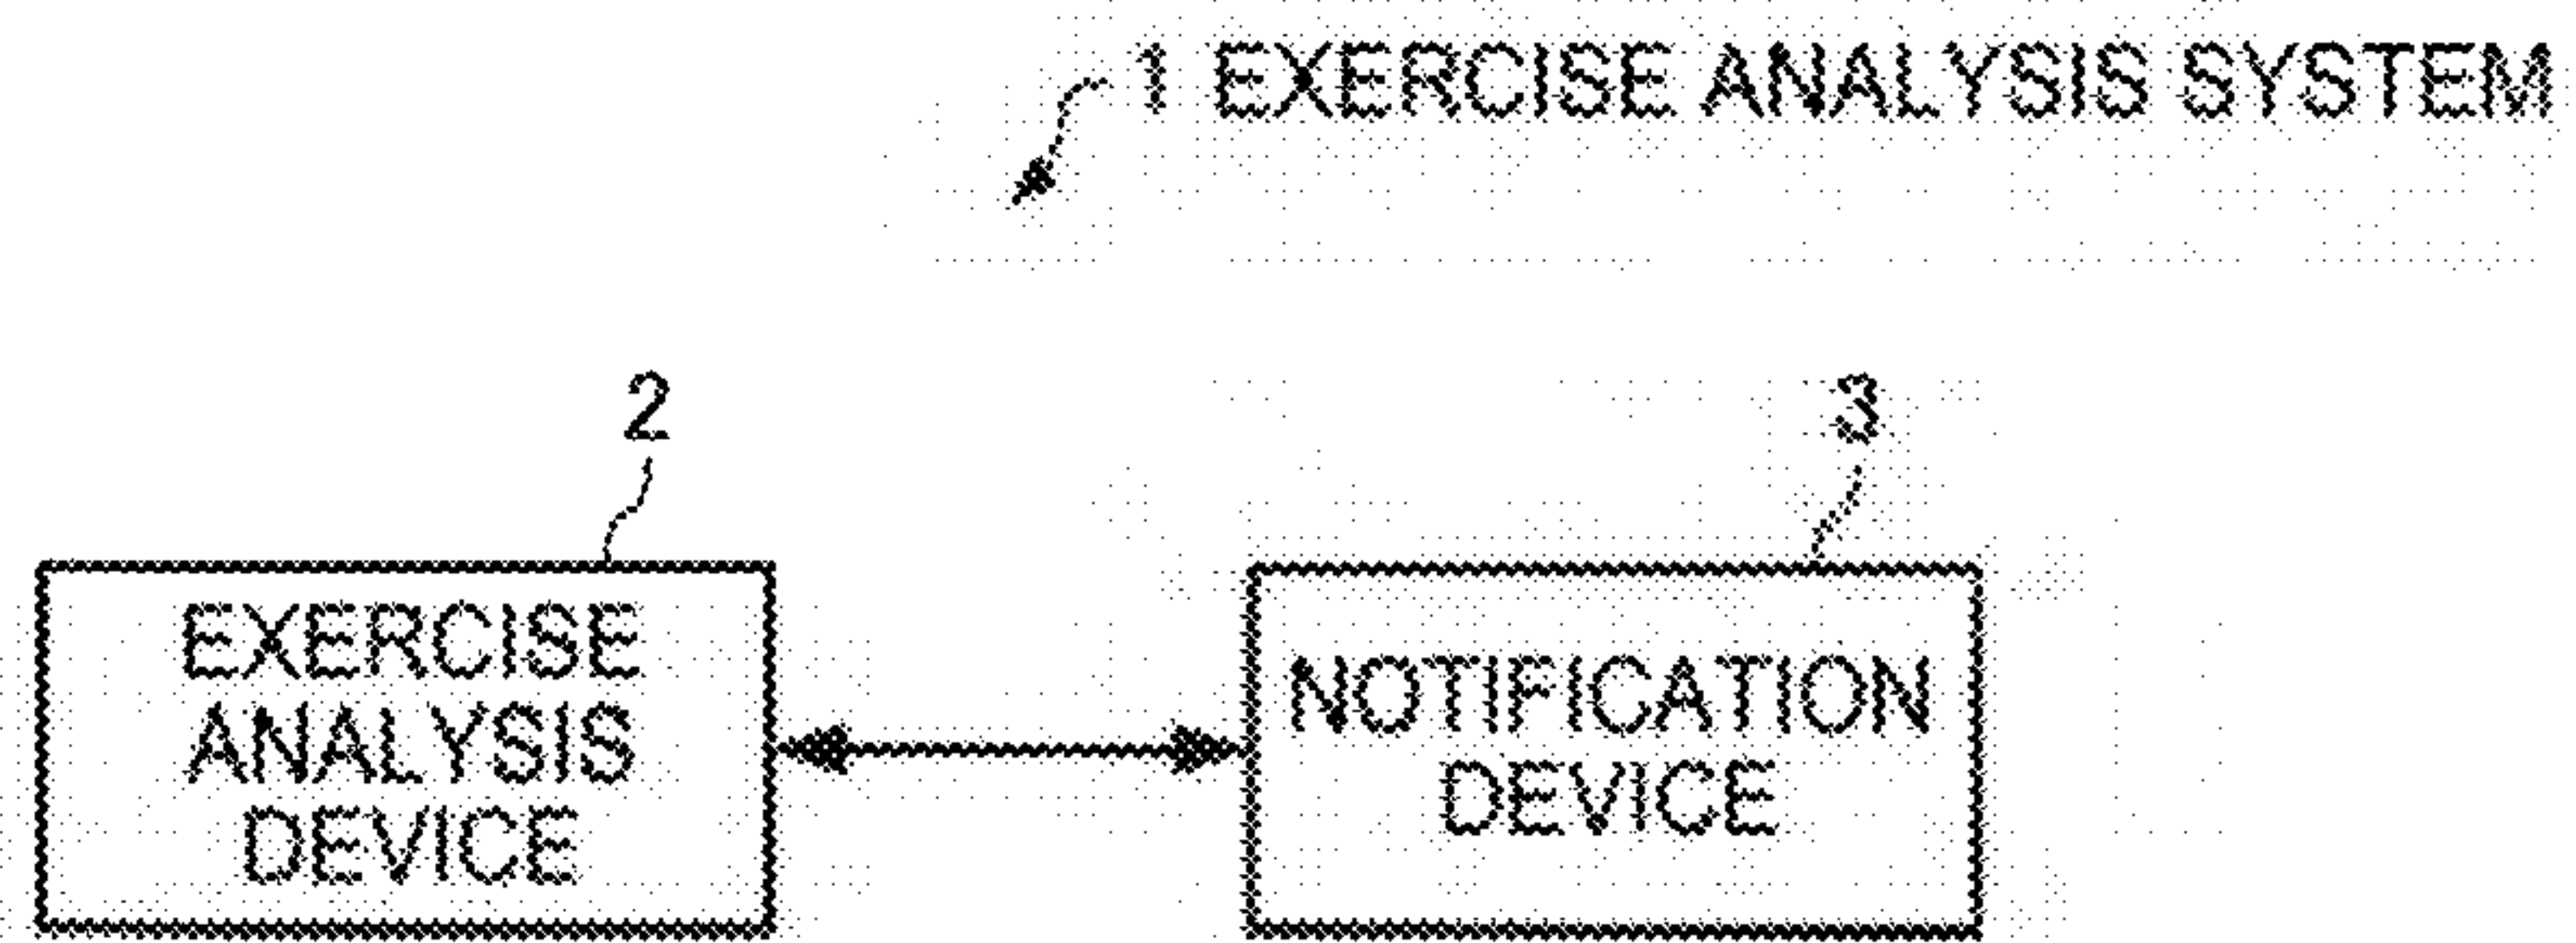 1 EXERCISE ANALYSIS SYSTEM
2
3
EXERCISE
ANALYSIS
DEVICE
NOTIFICATION
DEVICE